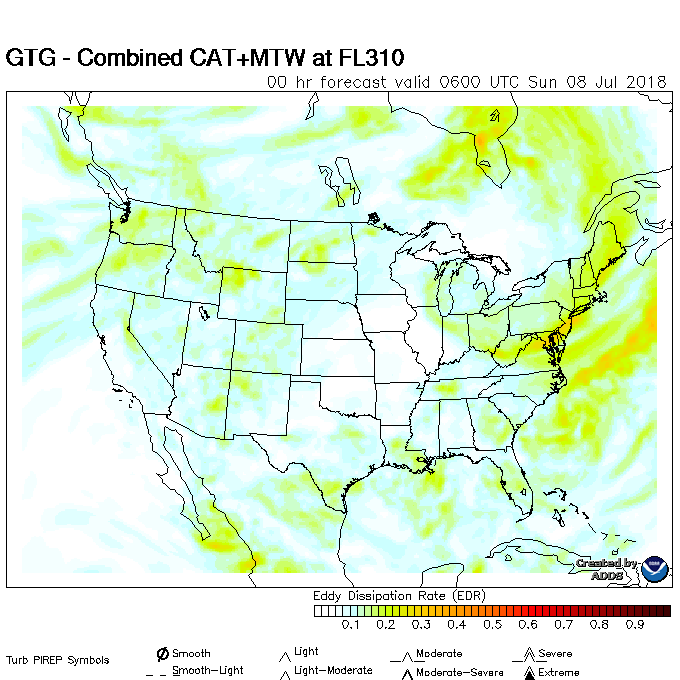 GTG - Combined CAT+MTW at FL310
00 hr forecast valid 0600 UTC Sun 08 Jul 2018
Created by
ADDS
NOAA
Eddy Dissipation Rate (EDR)
0.1 0.2 0.3 0.4 0.5 0.6 0.7 0.8 0.9
Turb PIREP Symbols
Smooth Light Moderate Severe
Smooth-Light Light-Moderate Moderate-Severe Extreme